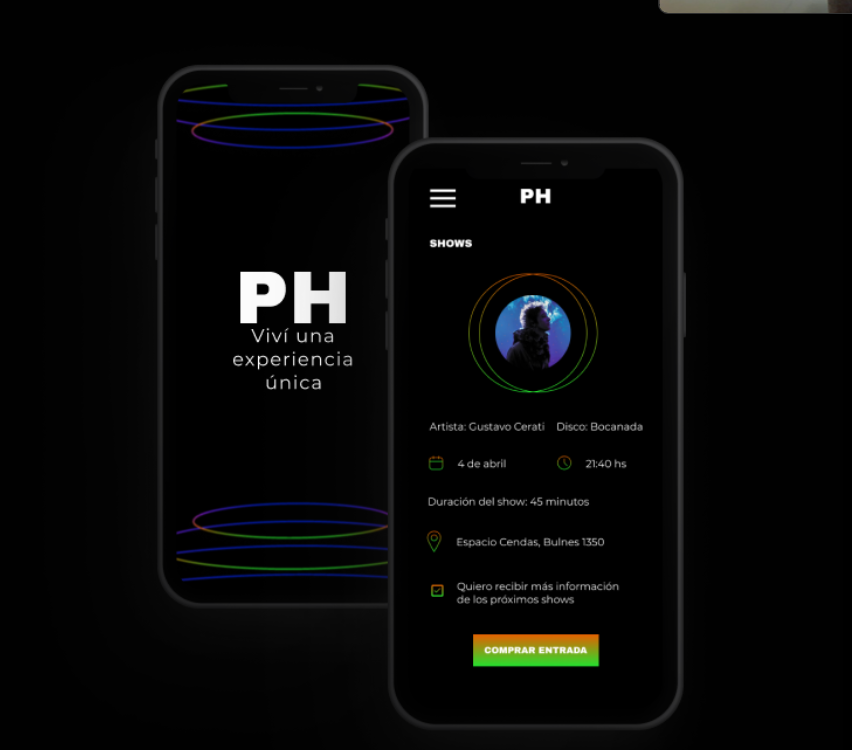 PH
Viví una
experiencia
única
PH
SHOWS
Artista: Gustavo Cerati Disco: Bocanada
4 de abril 21:40 hs
Duración del show: 45 minutos
Espacio Cendas, Bulnes 1350
Quiero recibir más información
de los próximos shows
COMPRAR ENTRADA